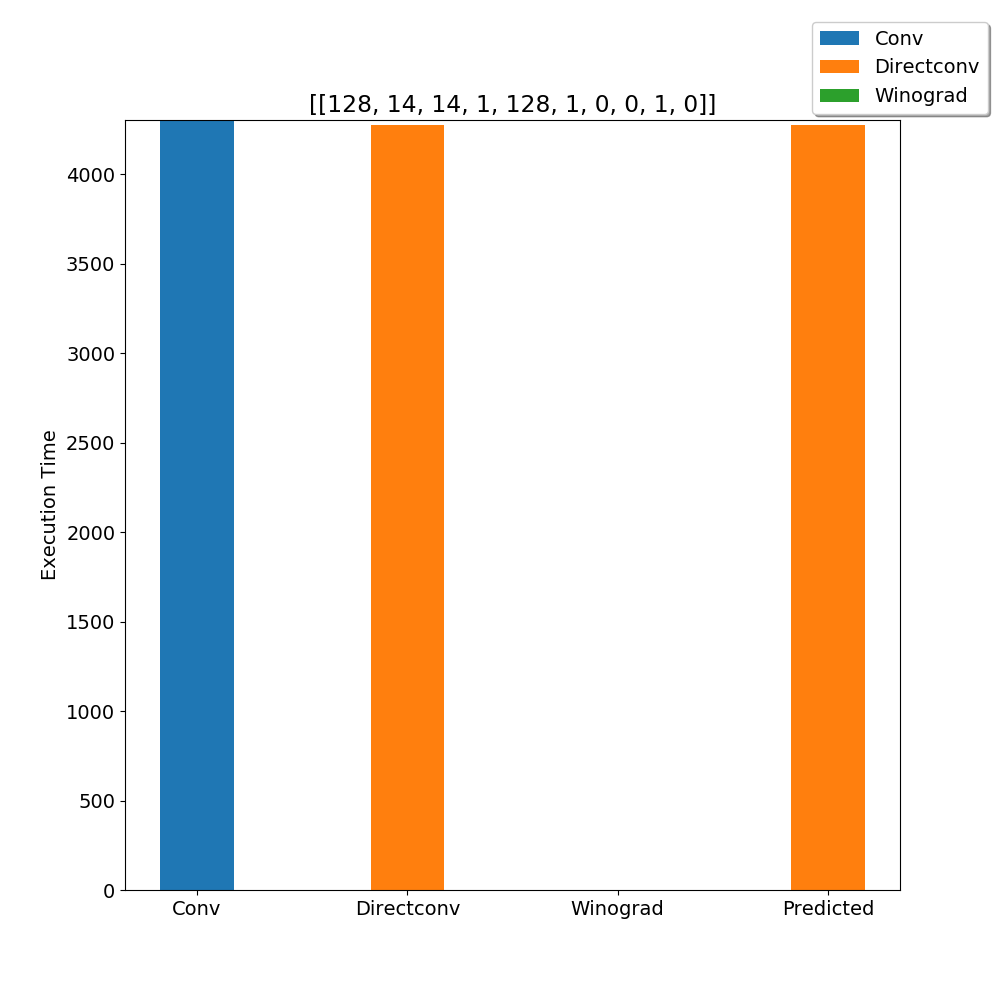 Conv
Directconv
Winograd
[[128, 14, 14, 1, 128, 1, 0, 0, 1, 0]]
4000
3500
3000
2500
2000
1500
1000
500
0
Execution Time
Conv Directconv Winograd Predicted